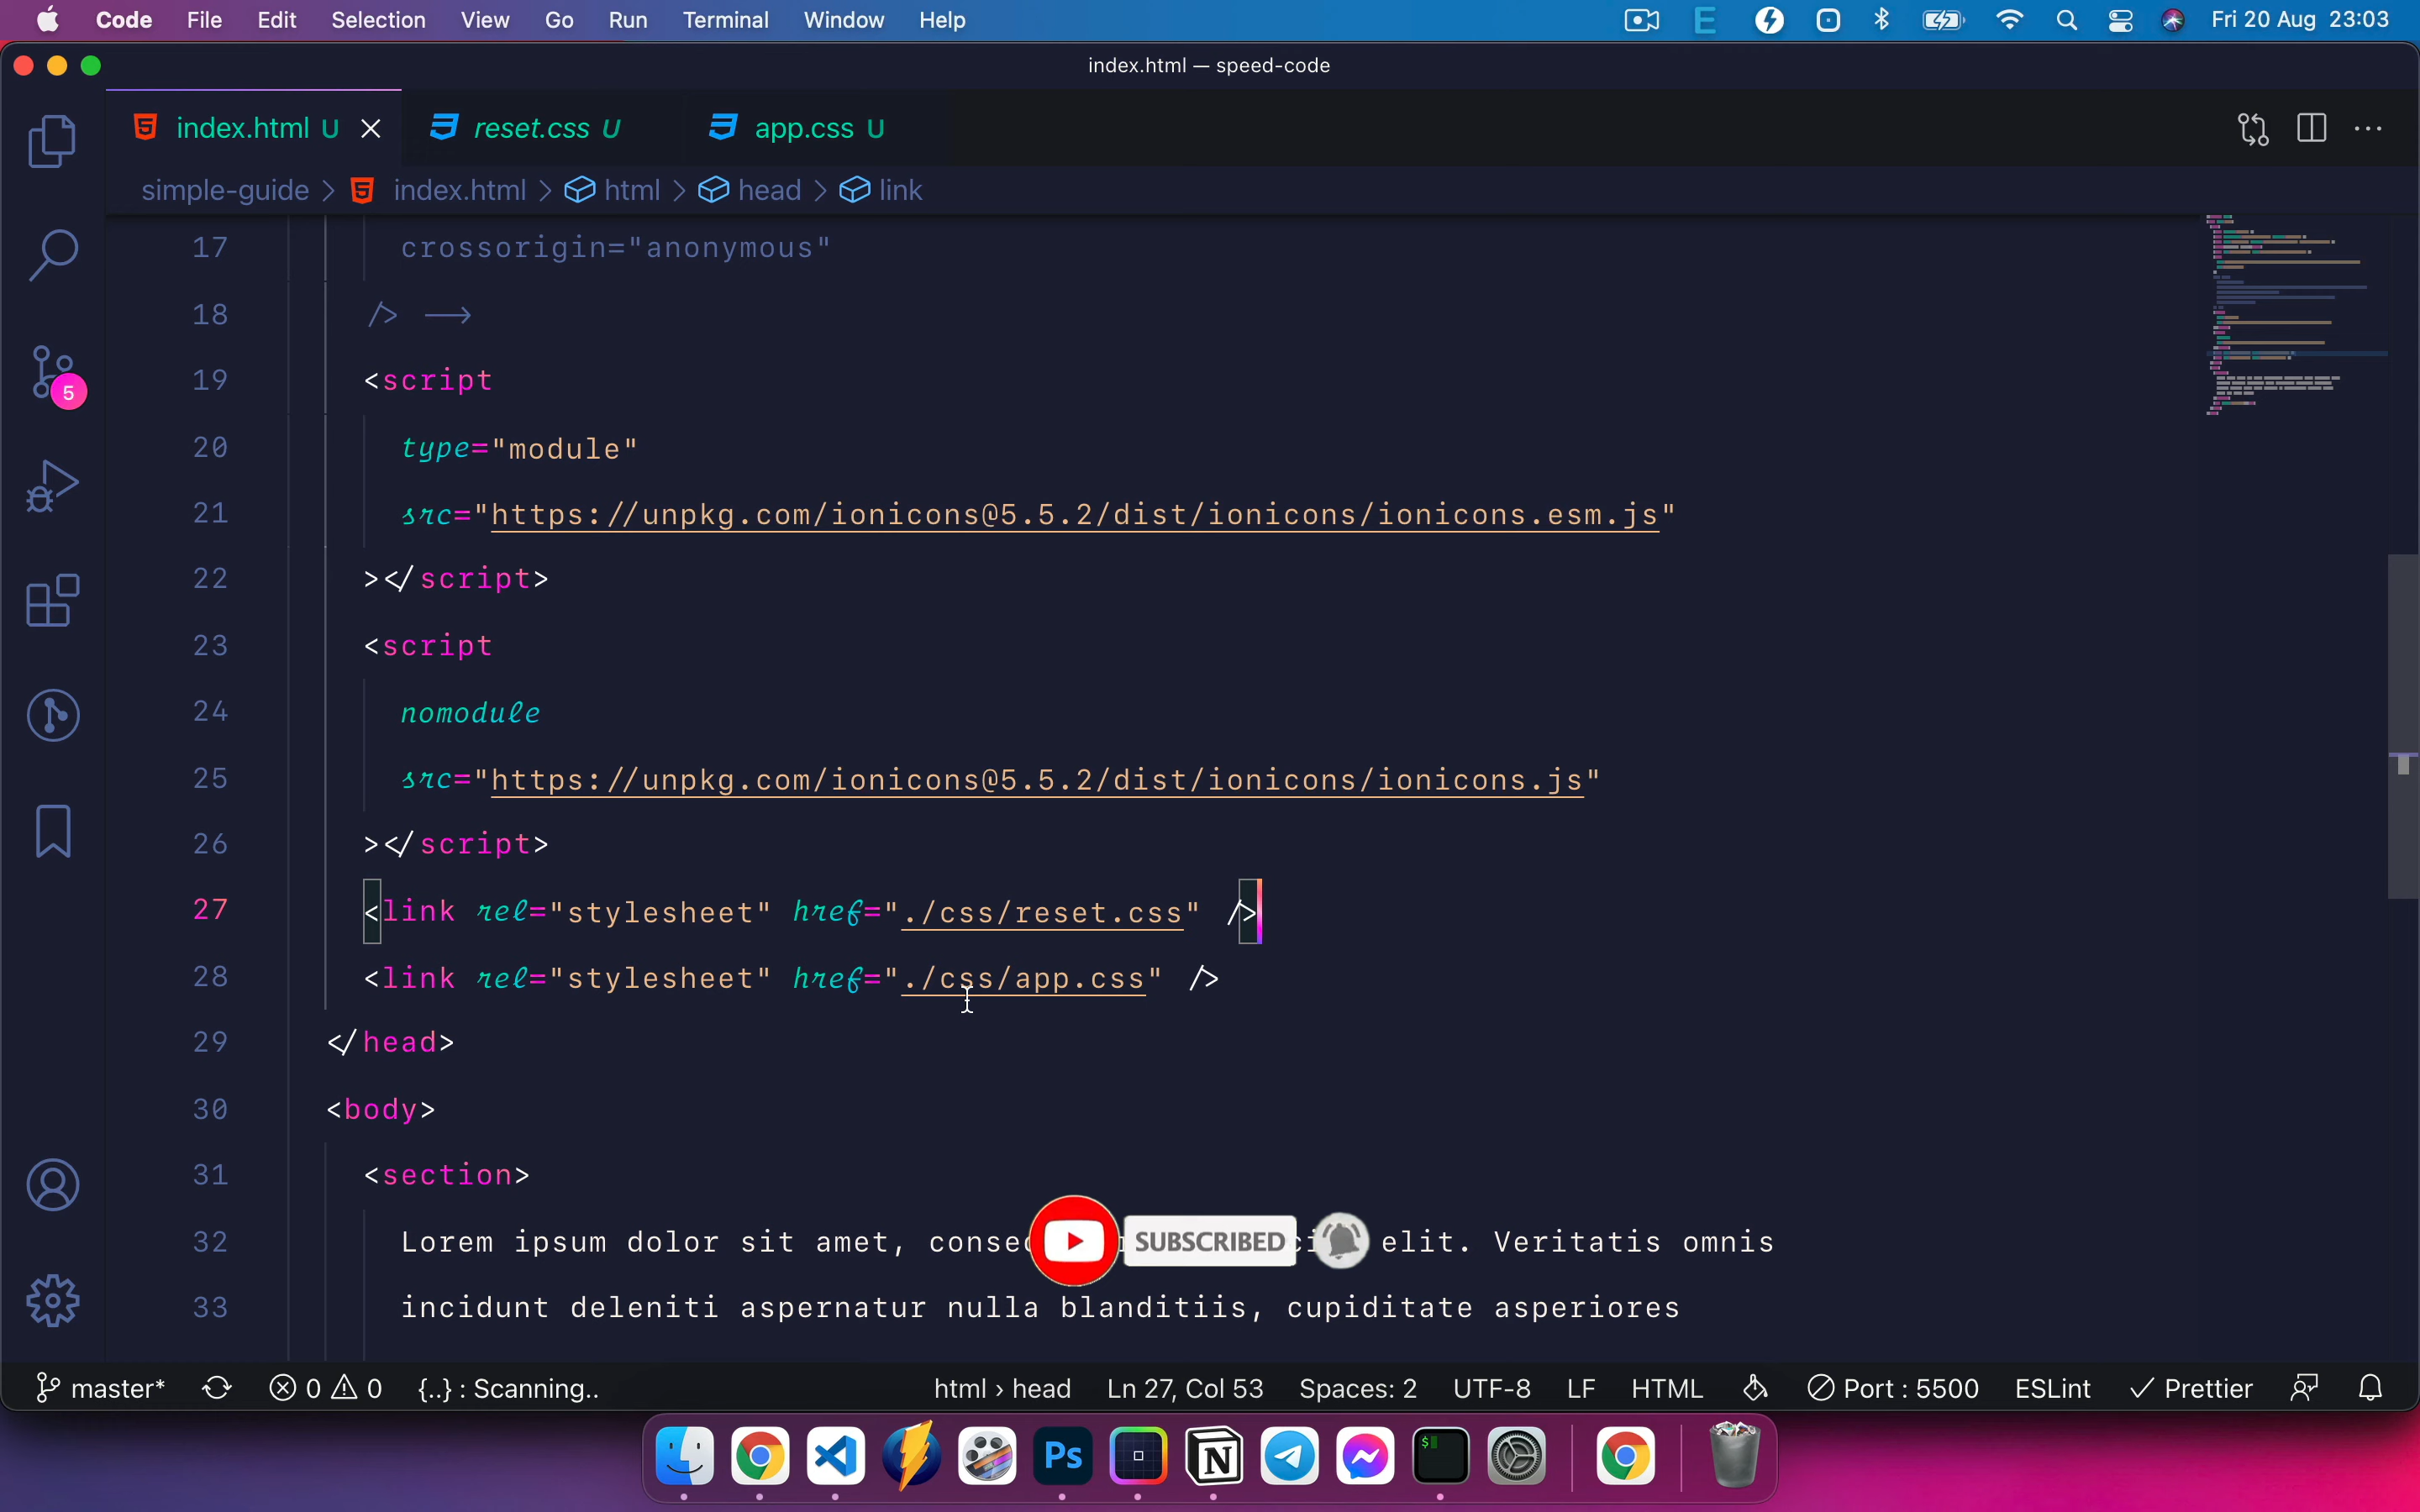 Code File Edit Selection View Go Run Terminal Window Help Fri 20 Aug 23:03
index.html — speed-code
index.html U reset.css U app.css U
simple-guide > index.html > html > head > link
17 crossorigin="anonymous"
18 /> -->
19 <script
20 type="module"
21 src="https://unpkg.com/ionicons@5.5.2/dist/ionicons/ionicons.esm.js"
22 ></script>
23 <script
24 nomodule
25 src="https://unpkg.com/ionicons@5.5.2/dist/ionicons/ionicons.js"
26 ></script>
27 <link rel="stylesheet" href="./css/reset.css" />
28 <link rel="stylesheet" href="./css/app.css" />
29 </head>
30 <body>
31 <section>
32 Lorem ipsum dolor sit amet, elit. Veritatis omnis
SUBSCRIBED
33 incidunt deleniti aspernatur nulla blanditiis, cupiditate asperiores
5
master* 0 0 {..} : Scanning.. html › head Ln 27, Col 53 Spaces: 2 UTF-8 LF HTML Port : 5500 ESLint Prettier
Ps